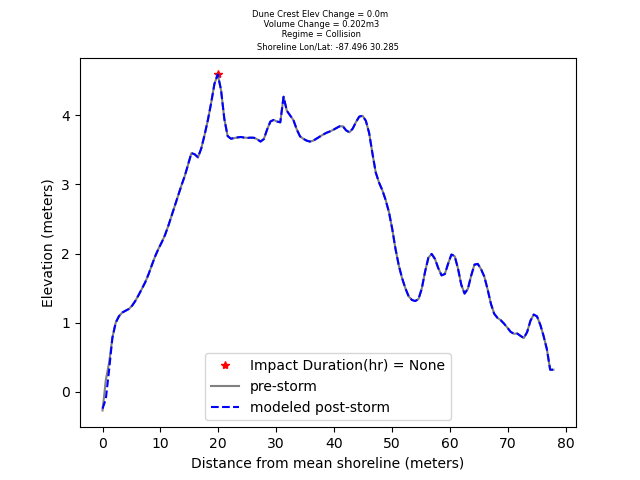 Dune Crest Elev Change = 0.0m
Volume Change = 0.202m3
Regime = Collision
Shoreline Lon/Lat: -87.496 30.285
Elevation (meters)
4
3
2
1
0
Impact Duration(hr) = None
pre-storm
modeled post-storm
0 10 20 30 40 50 60 70 80
Distance from mean shoreline (meters)